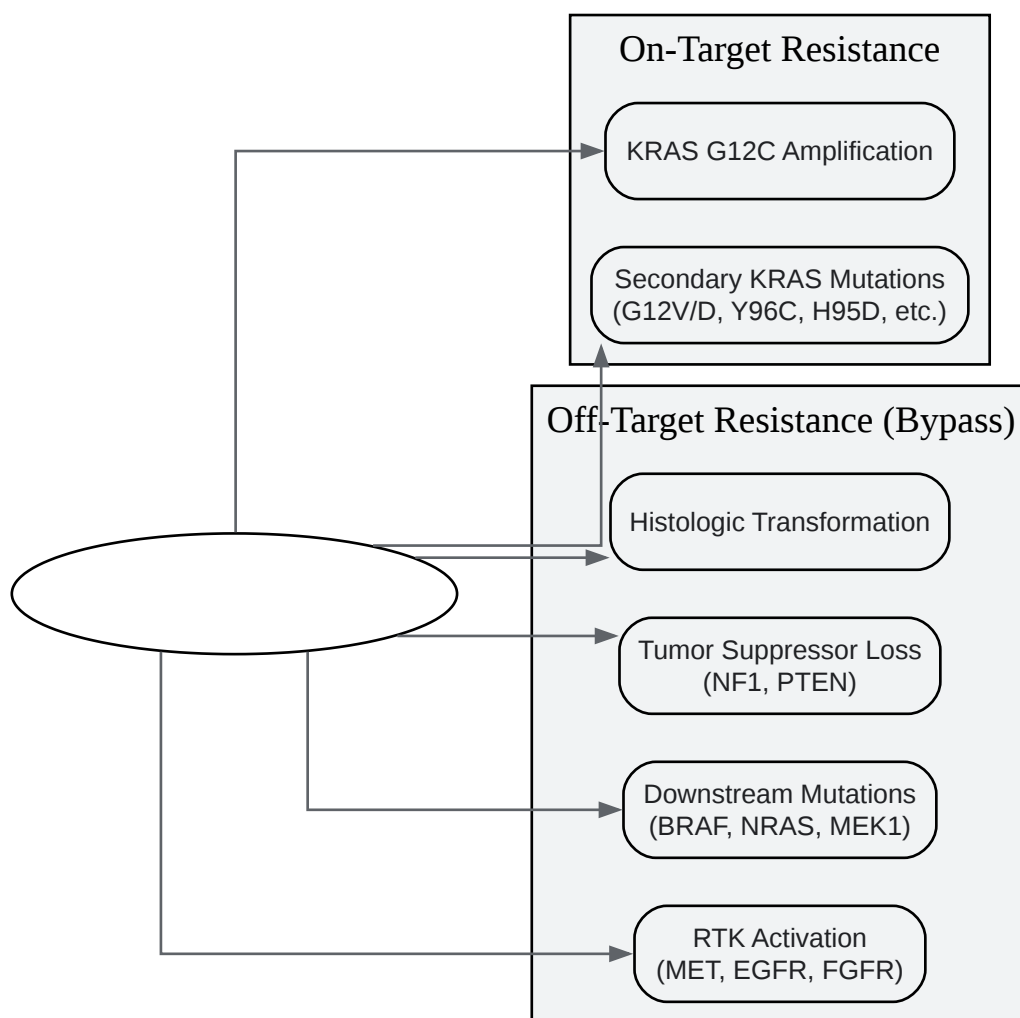 On-Target Resistance
KRAS G12C Amplification
Secondary KRAS Mutations
(G12V/D, Y96C, H95D, etc.)
Off-Target Resistance (Bypass)
Histologic Transformation
Tumor Suppressor Loss
(NF1, PTEN)
Downstream Mutations
(BRAF, NRAS, MEK1)
RTK Activation
(MET, EGFR, FGFR)